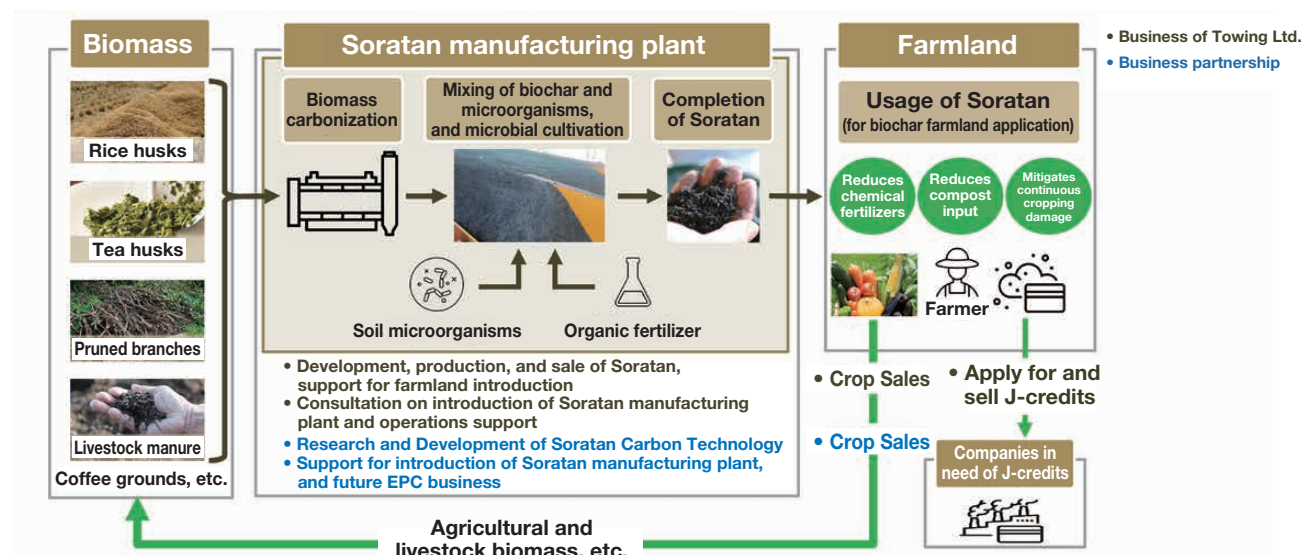 Biomass
Rice husks
Tea husks
Pruned branches
Livestock manure
Coffee grounds, etc.
Soratan manufacturing plant
Biomass
carbonization
Mixing of biochar and
microorganisms,
and microbial cultivation
Completion
of Soratan
Soil microorganisms
Organic fertilizer
• Development, production, and sale of Soratan,
support for farmland introduction
• Consultation on introduction of Soratan manufacturing
plant and operations support
• Research and Development of Soratan Carbon Technology
• Support for introduction of Soratan manufacturing plant,
and future EPC business
Farmland
Usage of Soratan
(for biochar farmland application)
Reduces
chemical
fertilizers
Reduces
compost
input
Mitigates
continuous
cropping
damage
Farmer
• Crop Sales
• Crop Sales
• Apply for and
sell J-credits
Companies in
need of J-credits
Agricultural and
livestock biomass, etc.
• Business of Towing Ltd.
• Business partnership